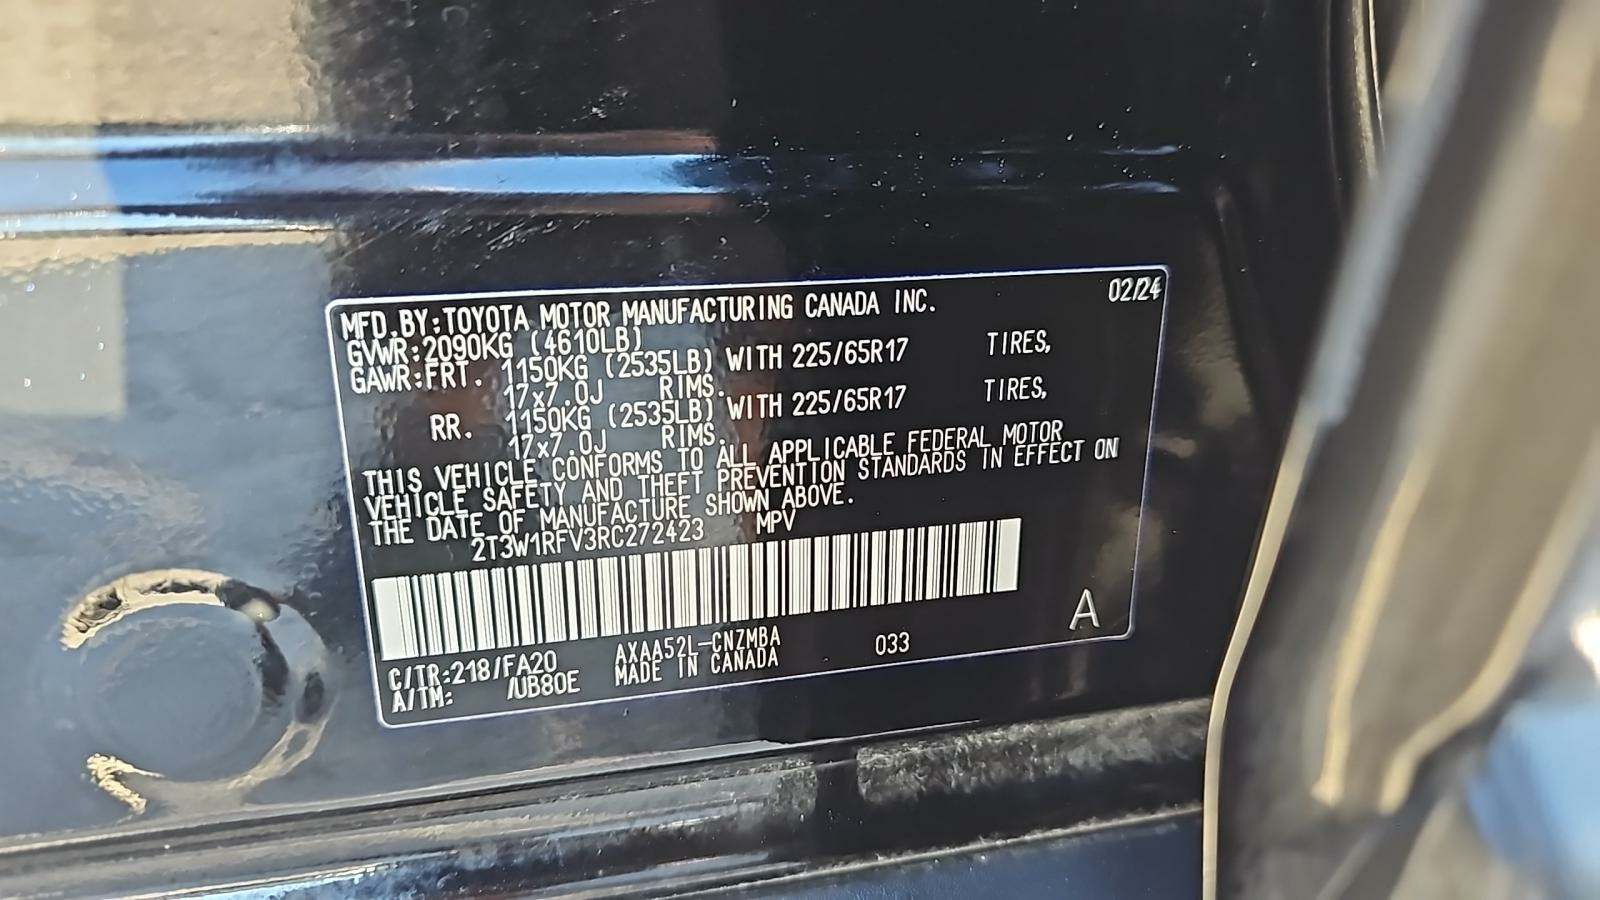 MFD.BY:TOYOTA MOTOR MANUFACTURING CANADA INC. 02/24
GVWR:2090KG (4610LB)
GAWR:FRT. 1150KG (2535LB) WITH 225/65R17 TIRES,
17x7.0J RIMS.
RR. 1150KG (2535LB) WITH 225/65R17 TIRES,
17x7.0J RIMS.
THIS VEHICLE CONFORMS TO ALL APPLICABLE FEDERAL MOTOR
VEHICLE SAFETY AND THEFT PREVENTION STANDARDS IN EFFECT ON
THE DATE OF MANUFACTURE SHOWN ABOVE.
2T3W1RFV3RC272423 MPV
A
C/TR:218/FA20 AXAA52L-CNZMBA 033
A/TM: /UB80E MADE IN CANADA